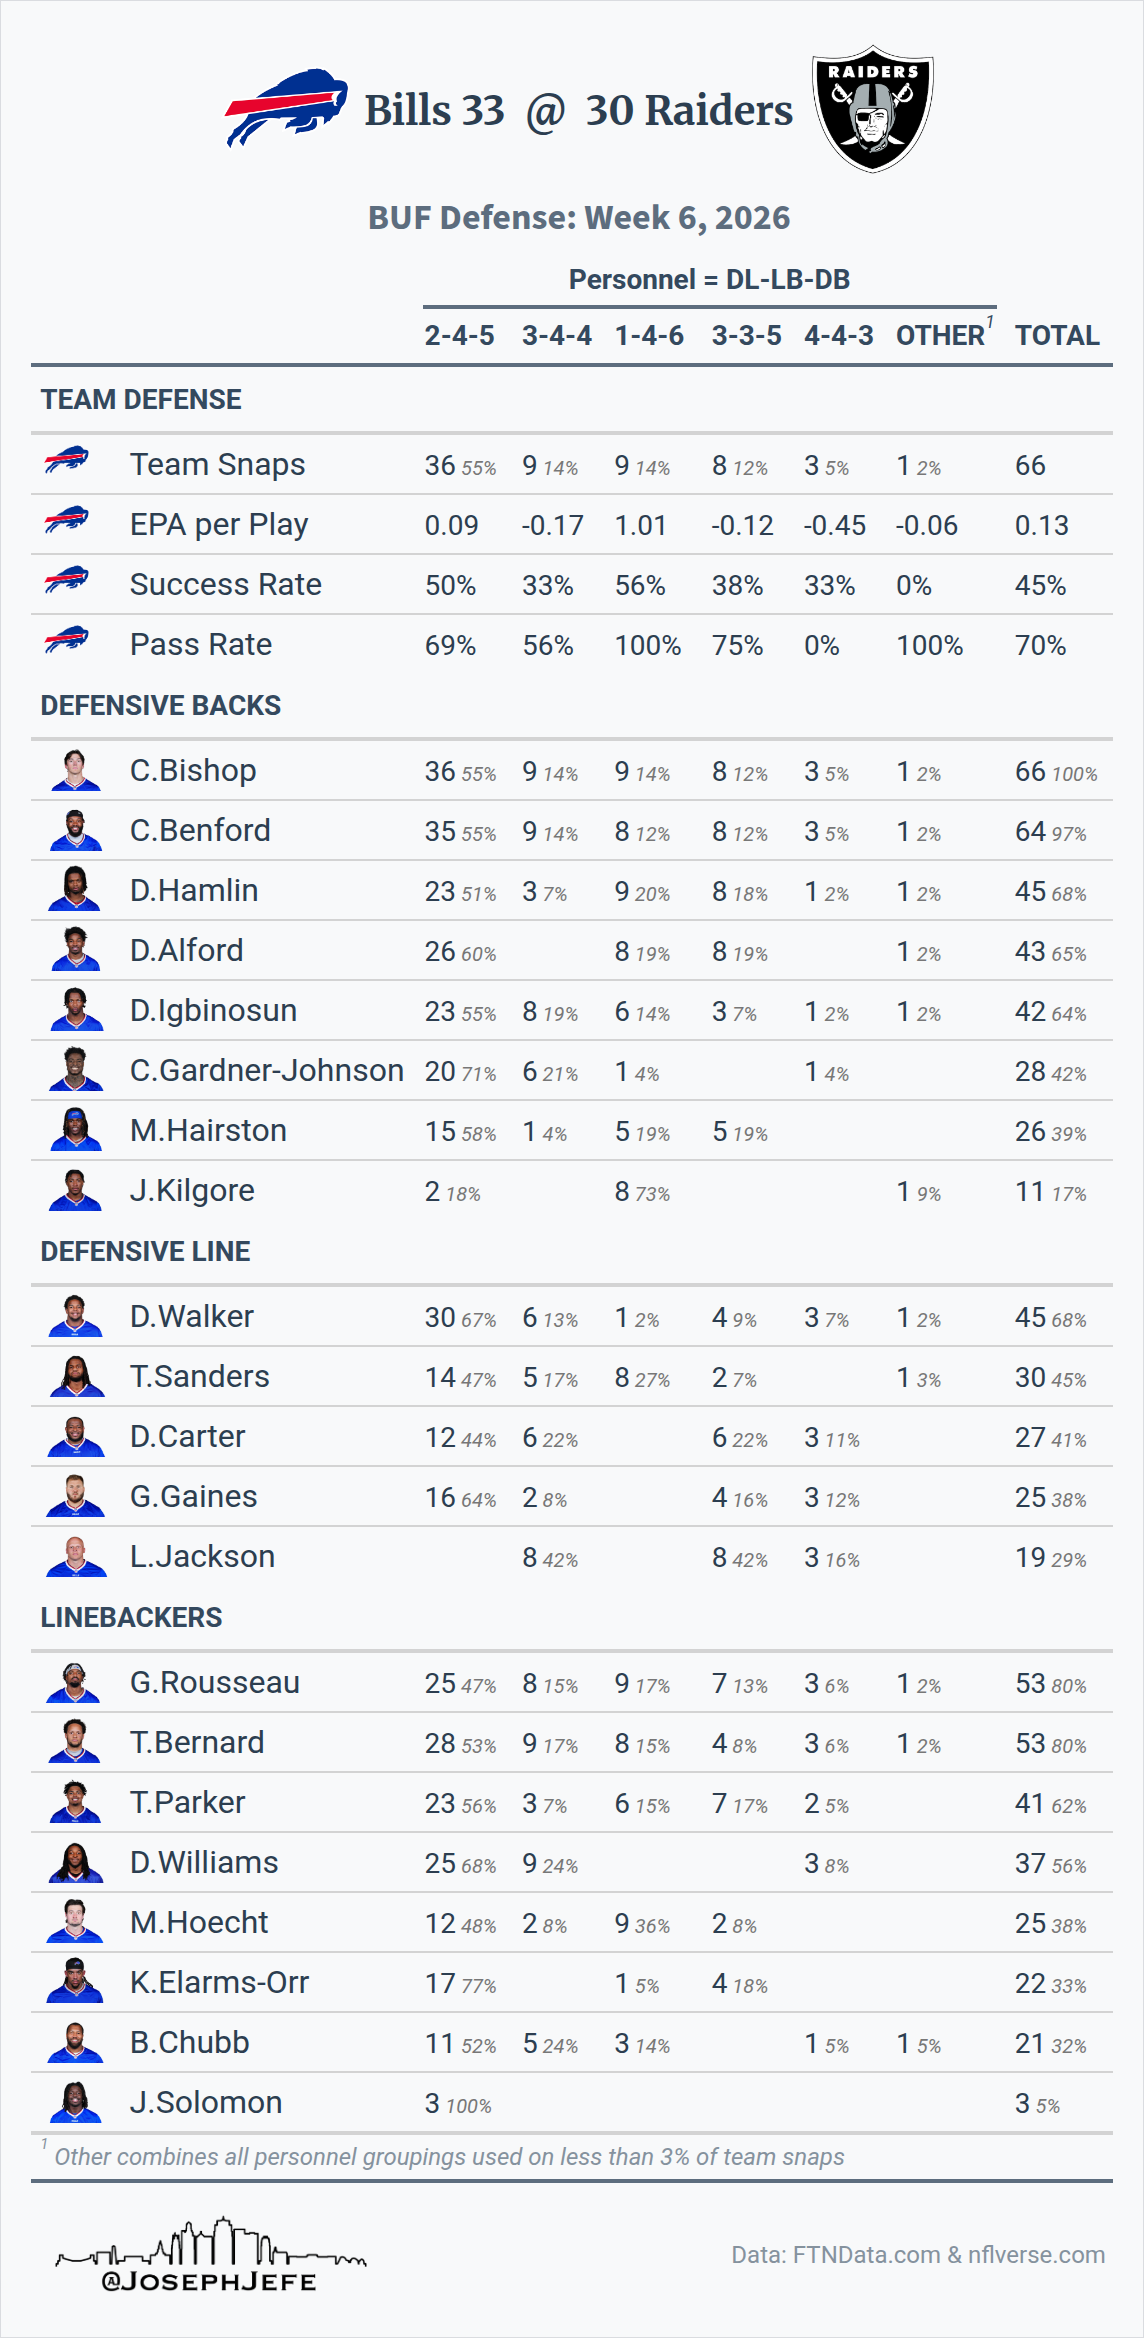 RAIDERS
Bills 33 @ 30 Raiders
BUF Defense: Week 6, 2026
Personnel = DL-LB-DB
2-4-5 3-4-4 1-4-6 3-3-5 4-4-3 OTHER1 TOTAL
TEAM DEFENSE
Team Snaps 36 55% 9 14% 9 14% 8 12% 3 5% 1 2% 66
EPA per Play 0.09 -0.17 1.01 -0.12 -0.45 -0.06 0.13
Success Rate 50% 33% 56% 38% 33% 0% 45%
Pass Rate 69% 56% 100% 75% 0% 100% 70%
DEFENSIVE BACKS
C.Bishop 36 55% 9 14% 9 14% 8 12% 3 5% 1 2% 66 100%
C.Benford 35 55% 9 14% 8 12% 8 12% 3 5% 1 2% 64 97%
D.Hamlin 23 51% 3 7% 9 20% 8 18% 1 2% 1 2% 45 68%
D.Alford 26 60% 8 19% 8 19% 1 2% 43 65%
D.Igbinosun 23 55% 8 19% 6 14% 3 7% 1 2% 1 2% 42 64%
C.Gardner-Johnson 20 71% 6 21% 1 4% 1 4% 28 42%
M.Hairston 15 58% 1 4% 5 19% 5 19% 26 39%
J.Kilgore 2 18% 8 73% 1 9% 11 17%
DEFENSIVE LINE
D.Walker 30 67% 6 13% 1 2% 4 9% 3 7% 1 2% 45 68%
T.Sanders 14 47% 5 17% 8 27% 2 7% 1 3% 30 45%
D.Carter 12 44% 6 22% 6 22% 3 11% 27 41%
G.Gaines 16 64% 2 8% 4 16% 3 12% 25 38%
L.Jackson 8 42% 8 42% 3 16% 19 29%
LINEBACKERS
G.Rousseau 25 47% 8 15% 9 17% 7 13% 3 6% 1 2% 53 80%
T.Bernard 28 53% 9 17% 8 15% 4 8% 3 6% 1 2% 53 80%
T.Parker 23 56% 3 7% 6 15% 7 17% 2 5% 41 62%
D.Williams 25 68% 9 24% 3 8% 37 56%
M.Hoecht 12 48% 2 8% 9 36% 2 8% 25 38%
K.Elarms-Orr 17 77% 1 5% 4 18% 22 33%
B.Chubb 11 52% 5 24% 3 14% 1 5% 1 5% 21 32%
J.Solomon 3 100% 3 5%
1 Other combines all personnel groupings used on less than 3% of team snaps
@JOSEPHJEFE
Data: FTNData.com & nflverse.com